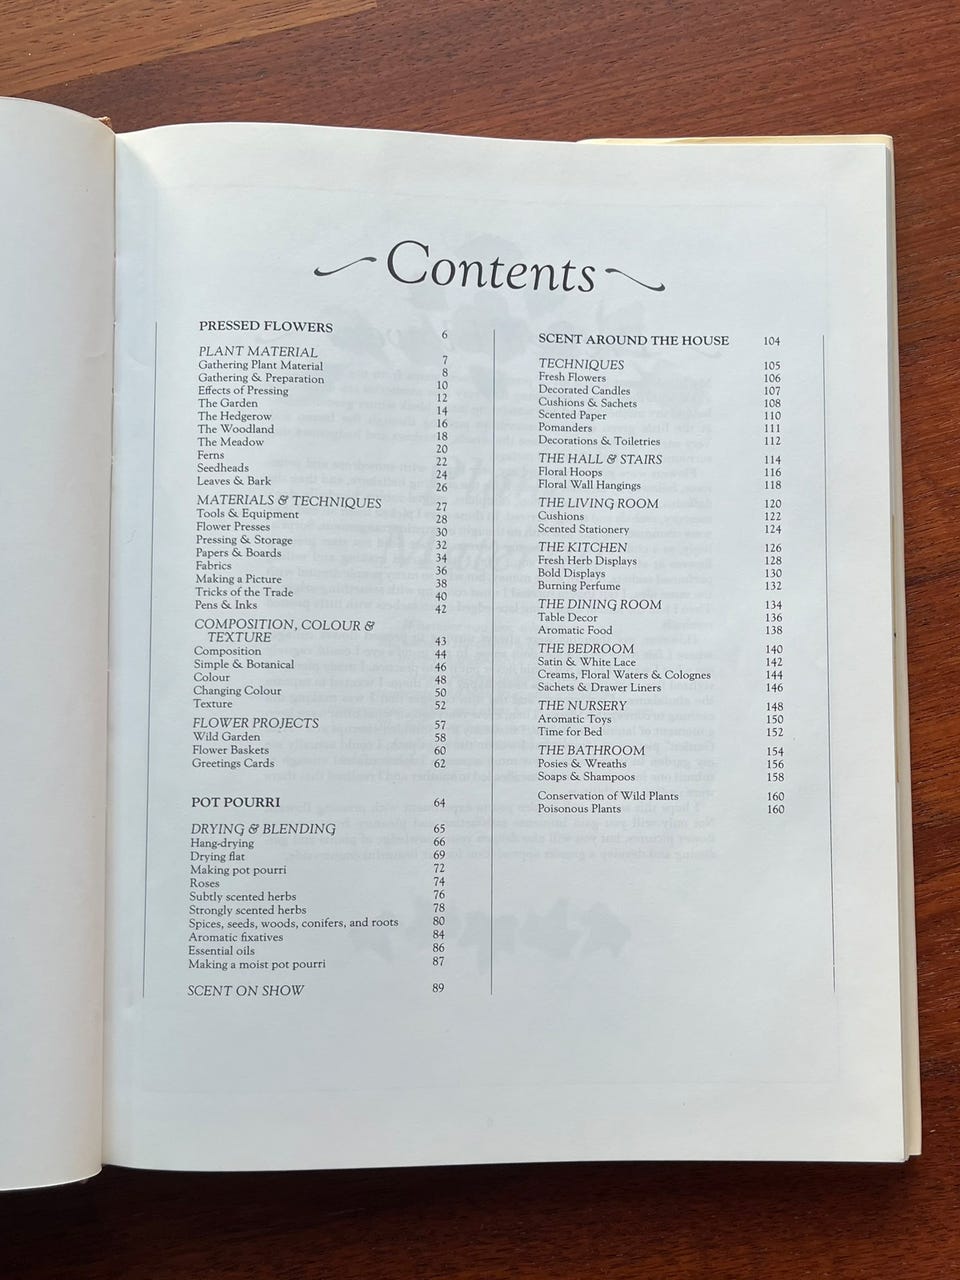 Contents
PRESSED FLOWERS 6
PLANT MATERIAL 7
Gathering Plant Material 8
Gathering & Preparation 10
Effects of Pressing 12
The Garden 14
The Hedgerow 16
The Woodland 18
The Meadow 20
Ferns 22
Seedheads 24
Leaves & Bark 26
MATERIALS & TECHNIQUES 27
Tools & Equipment 28
Flower Presses 30
Pressing & Storage 32
Papers & Boards 34
Fabrics 36
Making a Picture 38
Tricks of the Trade 40
Pens & Inks 42
COMPOSITION, COLOUR &
TEXTURE 43
Composition 44
Simple & Botanical 46
Colour 48
Changing Colour 50
Texture 52
FLOWER PROJECTS 57
Wild Garden 58
Flower Baskets 60
Greetings Cards 62
POT POURRI 64
DRYING & BLENDING 65
Hang-drying 66
Drying flat 69
Making pot pourri 72
Roses 74
Subtly scented herbs 76
Strongly scented herbs 78
Spices, seeds, woods, conifers, and roots 80
Aromatic fixatives 84
Essential oils 86
Making a moist pot pourri 87
SCENT ON SHOW 89
SCENT AROUND THE HOUSE 104
TECHNIQUES 105
Fresh Flowers 106
Decorated Candles 107
Cushions & Sachets 108
Scented Paper 110
Pomanders 111
Decorations & Toiletries 112
THE HALL & STAIRS 114
Floral Hoops 116
Floral Wall Hangings 118
THE LIVING ROOM 120
Cushions 122
Scented Stationery 124
THE KITCHEN 126
Fresh Herb Displays 128
Bold Displays 130
Burning Perfume 132
THE DINING ROOM 134
Table Decor 136
Aromatic Food 138
THE BEDROOM 140
Satin & White Lace 142
Creams, Floral Waters & Colognes 144
Sachets & Drawer Liners 146
THE NURSERY 148
Aromatic Toys 150
Time for Bed 152
THE BATHROOM 154
Posies & Wreaths 156
Soaps & Shampoos 158
Conservation of Wild Plants 160
Poisonous Plants 160